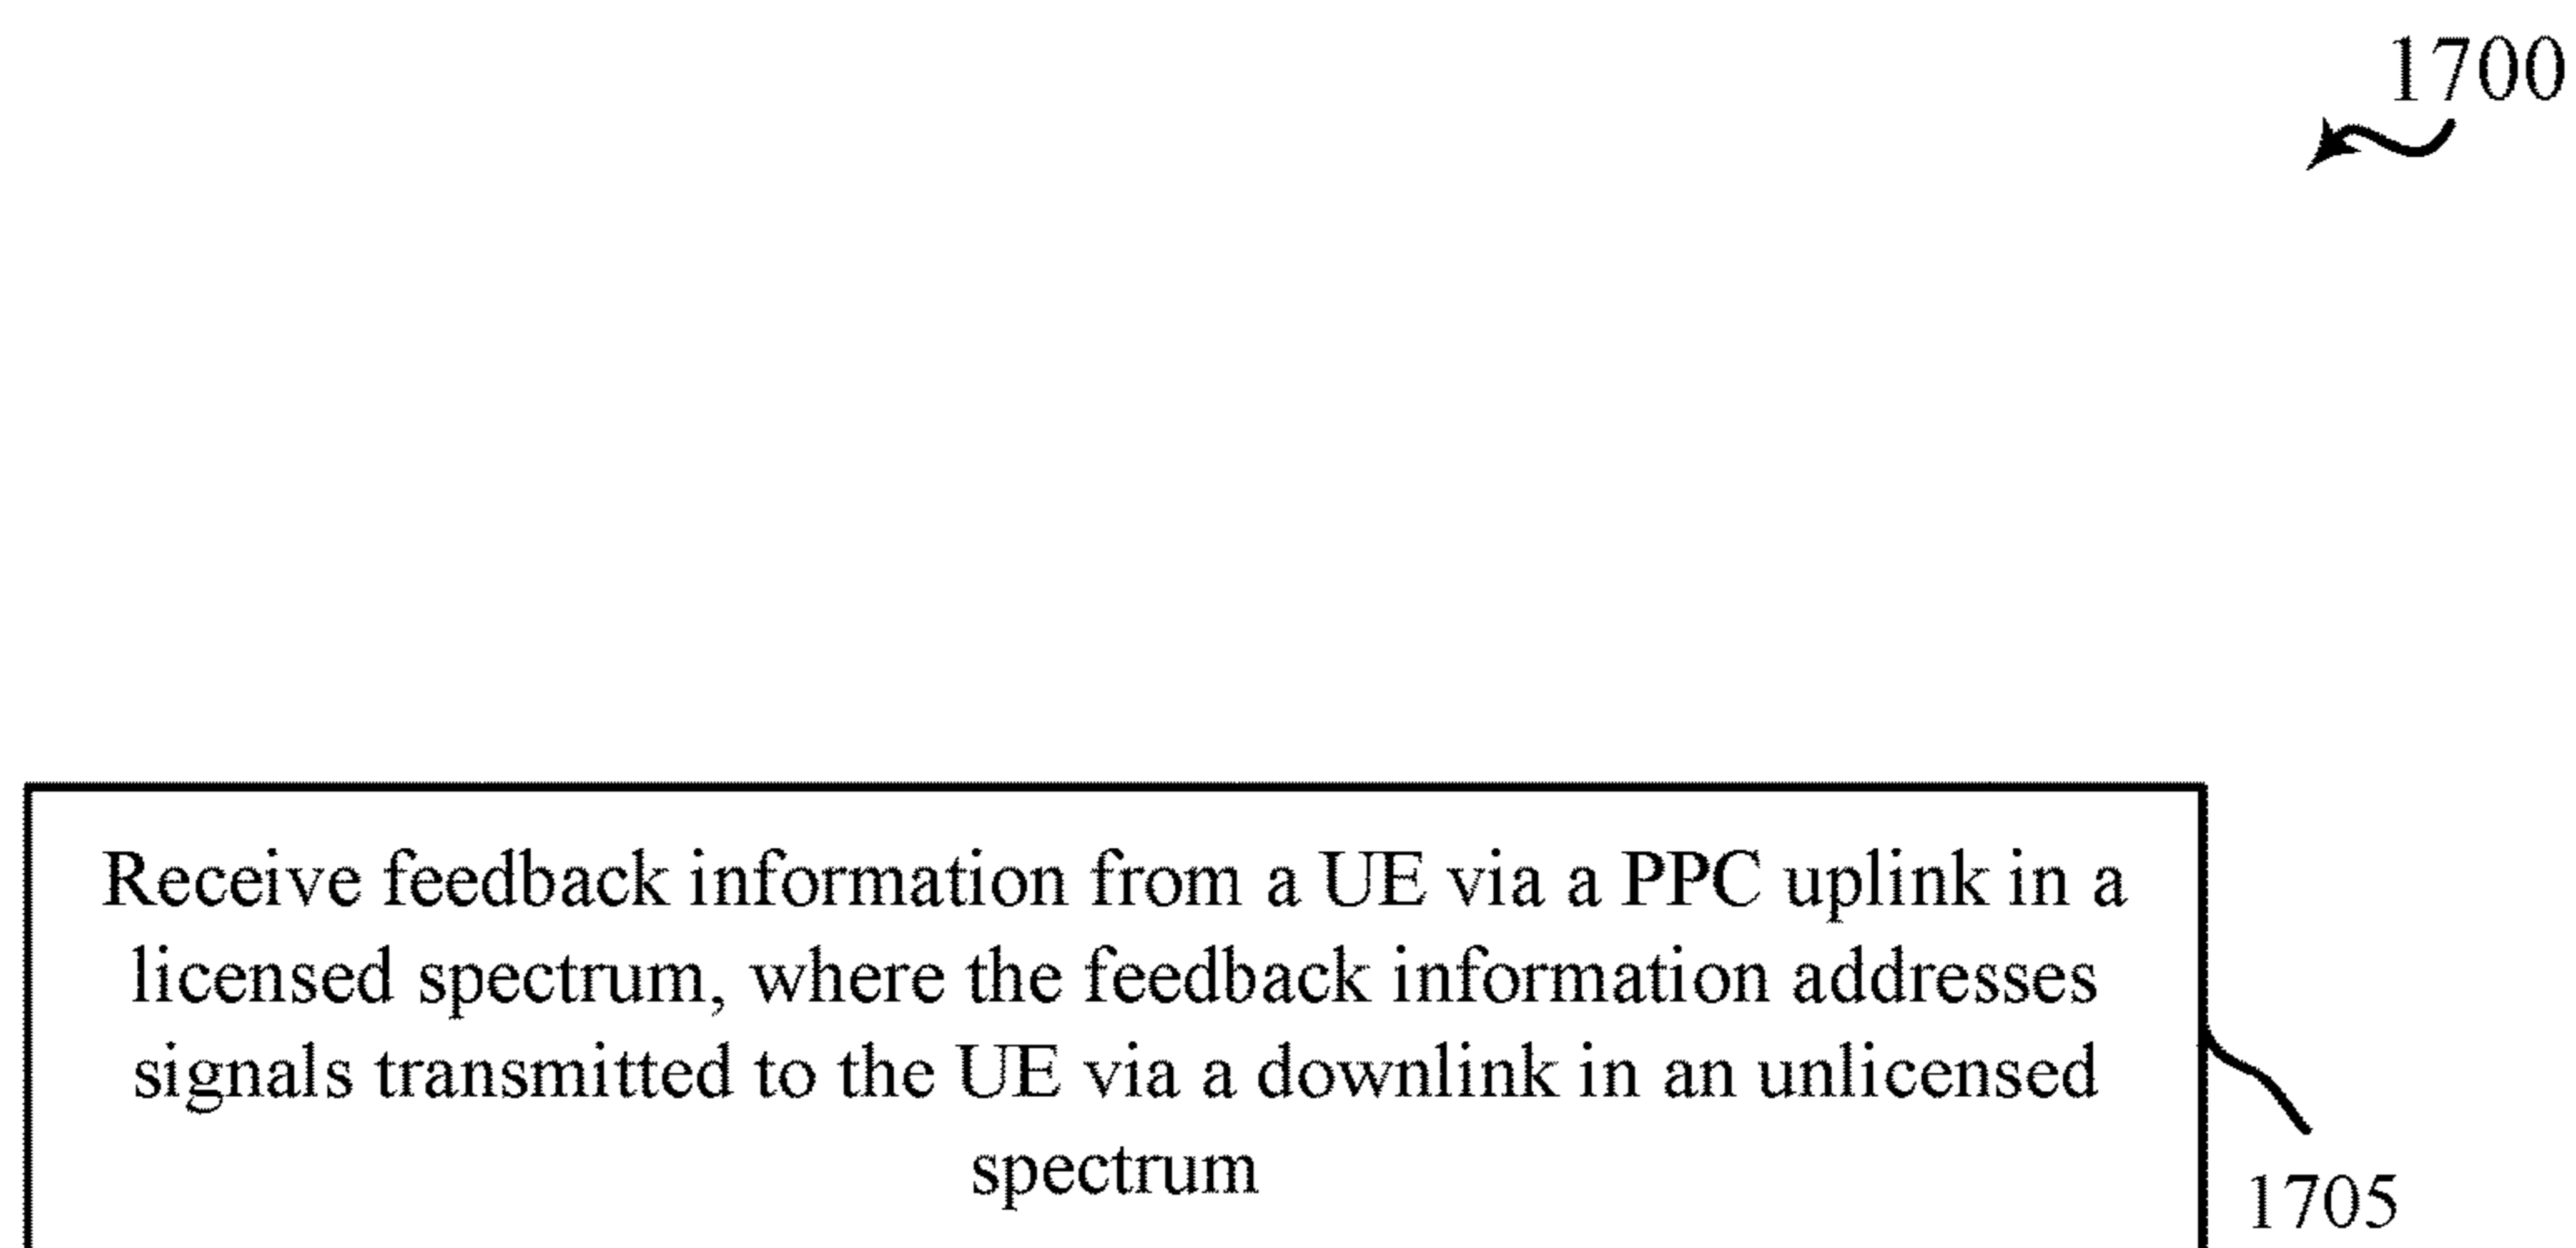 1700
Receive feedback information from a UE via a PPC uplink in a
licensed spectrum, where the feedback information addresses
signals transmitted to the UE via a downlink in an unlicensed
spectrum
1705